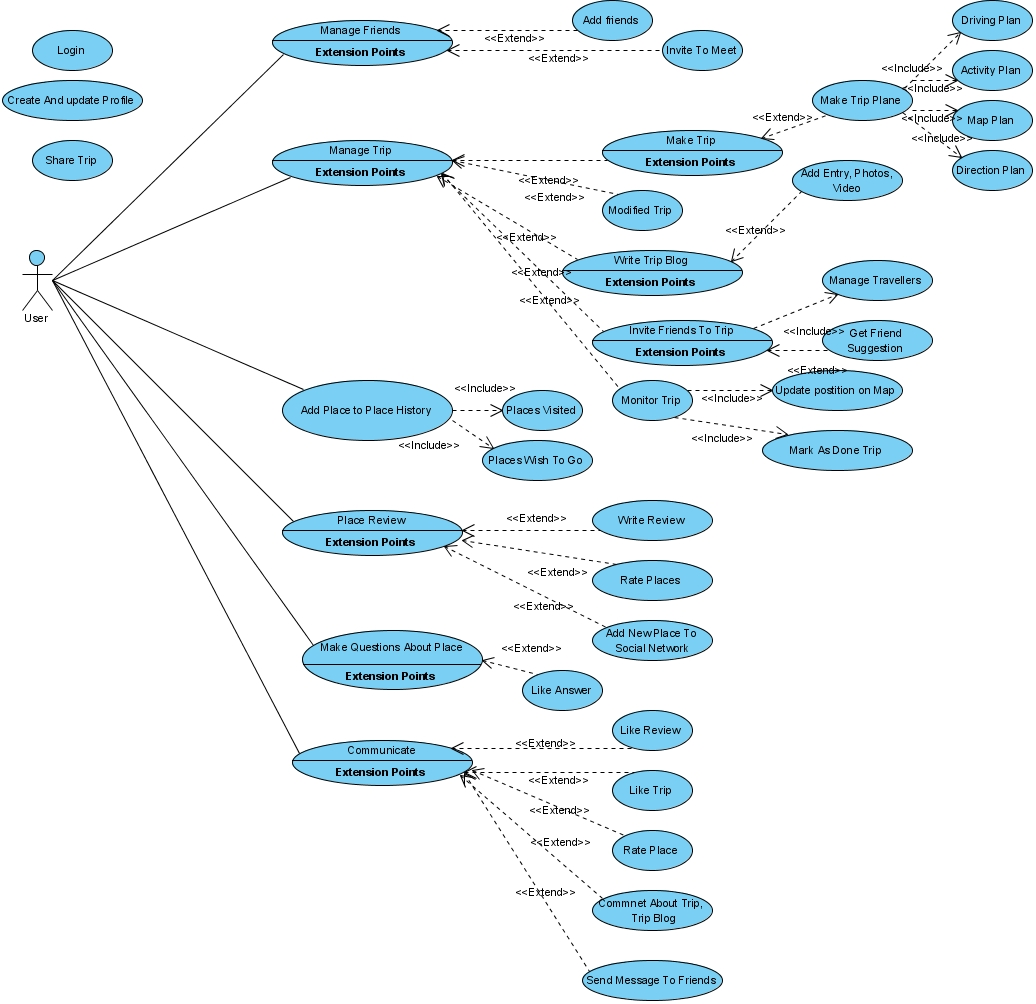 Login
Create And update Profile
Share Trip
User
Manage Friends
Extension Points
<<Extend>>
Add friends
<<Extend>>
Invite To Meet
Manage Trip
Extension Points
<<Extend>>
<<Extend>>
<<Extend>>
<<Extend>>
<<Extend>>
Make Trip
Extension Points
<<Extend>>
Make Trip Plane
<<Include>>
<<Include>>
<<Include>>
<<Include>>
Driving Plan
Activity Plan
Map Plan
Direction Plan
Modified Trip
Write Trip Blog
Extension Points
<<Extend>>
Add Entry, Photos,
Video
Invite Friends To Trip
Extension Points
<<Include>>
Manage Travellers
<<Extend>>
Get Friend
Suggestion
Monitor Trip
<<Include>>
Update postition on Map
<<Include>>
Mark As Done Trip
Add Place to Place History
<<Include>>
Places Visited
<<Include>>
Places Wish To Go
Place Review
Extension Points
<<Extend>>
Write Review
<<Extend>>
Rate Places
<<Extend>>
Add New Place To
Social Network
Make Questions About Place
Extension Points
<<Extend>>
Like Answer
Communicate
Extension Points
<<Extend>>
Like Review
<<Extend>>
Like Trip
<<Extend>>
Rate Place
<<Extend>>
Commnet About Trip,
Trip Blog
<<Extend>>
Send Message To Friends